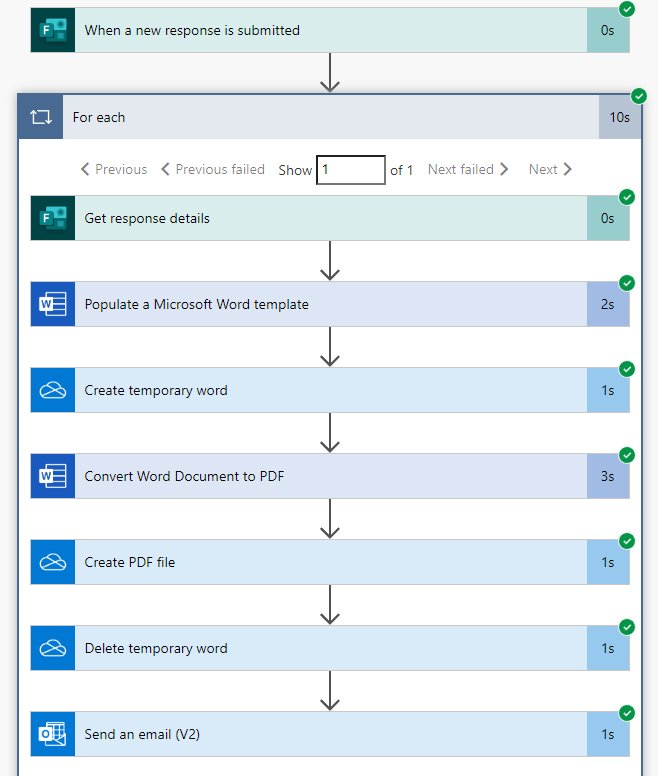 When a new response is submitted 0s
For each 10s
Previous Previous failed Show 1 of 1 Next failed Next
F Get response details 0s
W Populate a Microsoft Word template 2s
Create temporary word 1s
W Convert Word Document to PDF 3s
Create PDF file 1s
Delete temporary word 1s
Send an email (V2) 1s